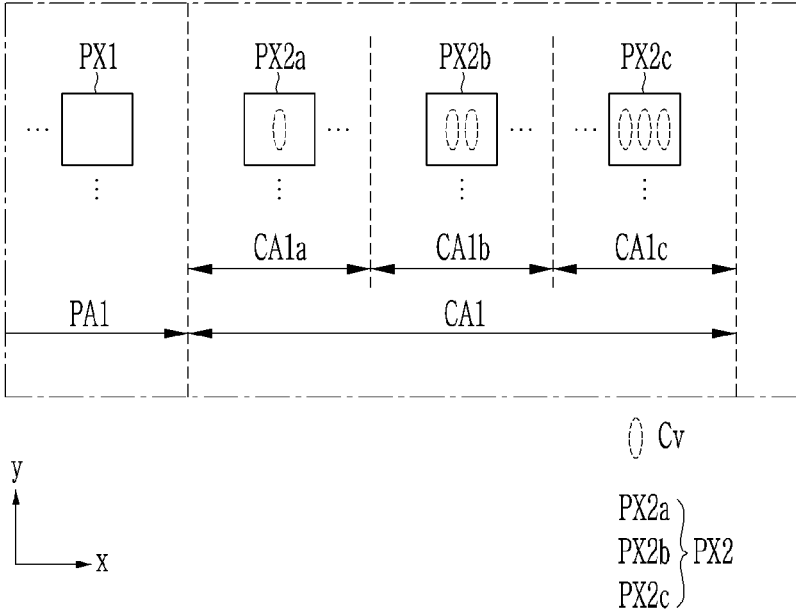 PX1 PX2a PX2b PX2c
... ... ... ...
CA1a CA1b CA1c
PA1 CA1
Cv
y
x
PX2a
PX2b PX2
PX2c